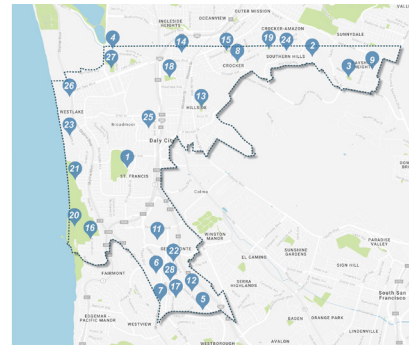 OUTER MISSION
INGLESIDE
HEIGHTS
OCEANVIEW
CROCKER-AMAZON
SUNNYDALE
4
14
15
8
19
24
2
27
18
CROCKER
SOUTHERN HILLS
3
9
26
13
HILLSIDE
WESTLAKE
23
Broadmoor
25
Daly City
1
21
ST. FRANCIS
Colma
20
16
11
WINSTON
MANOR
PARADISE
VALLEY
22
SERRAMONTE
EL CAMINO
SUNSHINE
GARDENS
6
28
SIGN HILL
FAIRMONT
7
17
12
5
SERRA
HIGHLANDS
South San
Francisco
EDGEMAR -
PACIFIC MANOR
WESTVIEW
BADEN
ORANGE PARK
LINDENVILLE
WESTBOROUGH
AVALON